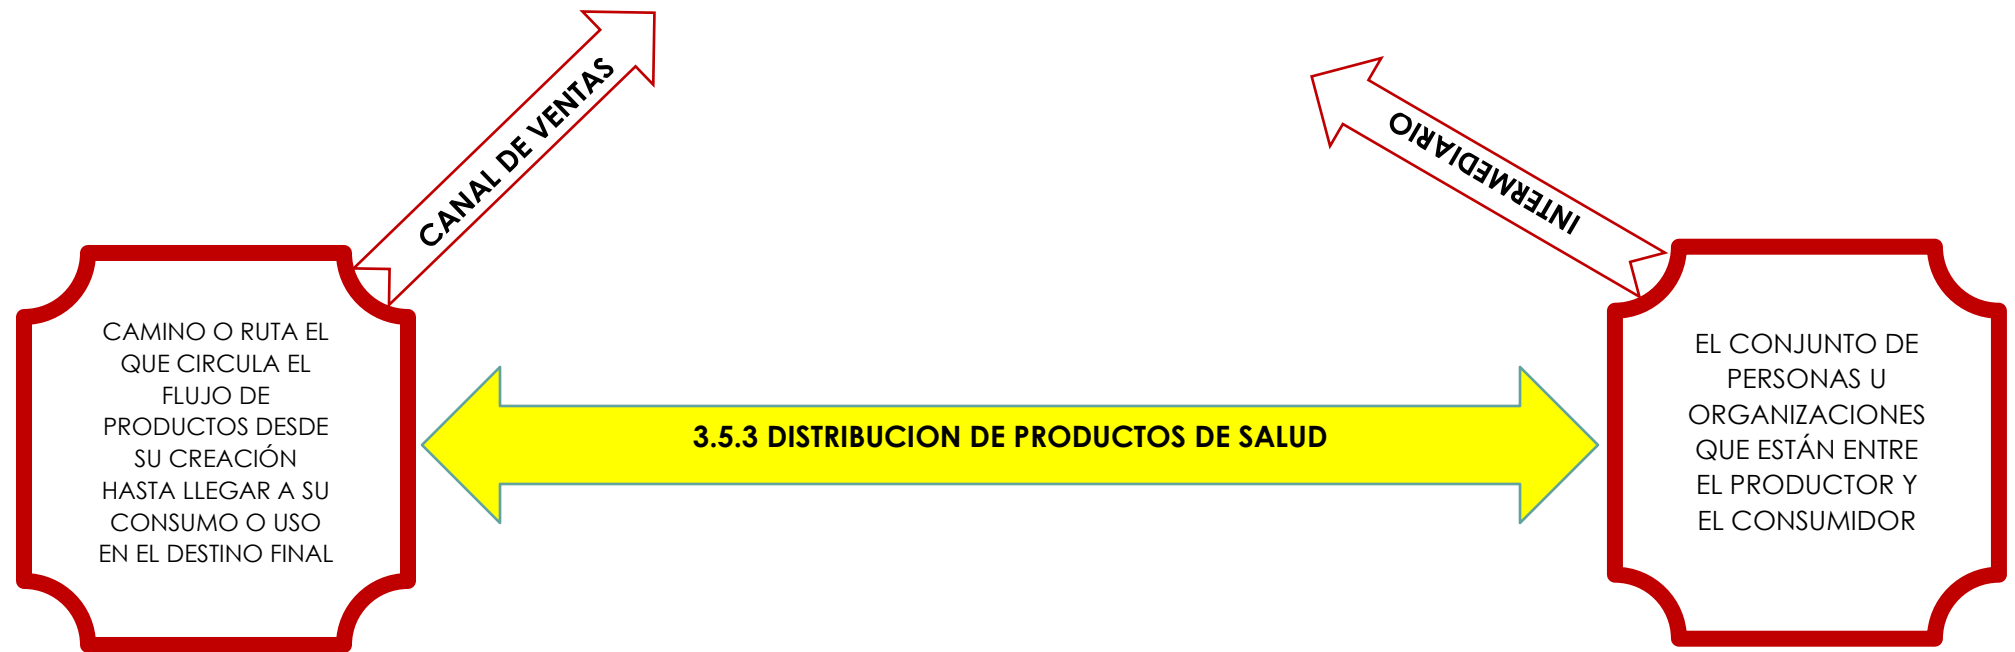 CANAL DE VENTAS
INTERMEDIARIO
CAMINO O RUTA EL
QUE CIRCULA EL
FLUJO DE
PRODUCTOS DESDE
SU CREACIÓN
HASTA LLEGAR A SU
CONSUMO O USO
EN EL DESTINO FINAL
3.5.3 DISTRIBUCION DE PRODUCTOS DE SALUD
EL CONJUNTO DE
PERSONAS U
ORGANIZACIONES
QUE ESTÁN ENTRE
EL PRODUCTOR Y
EL CONSUMIDOR